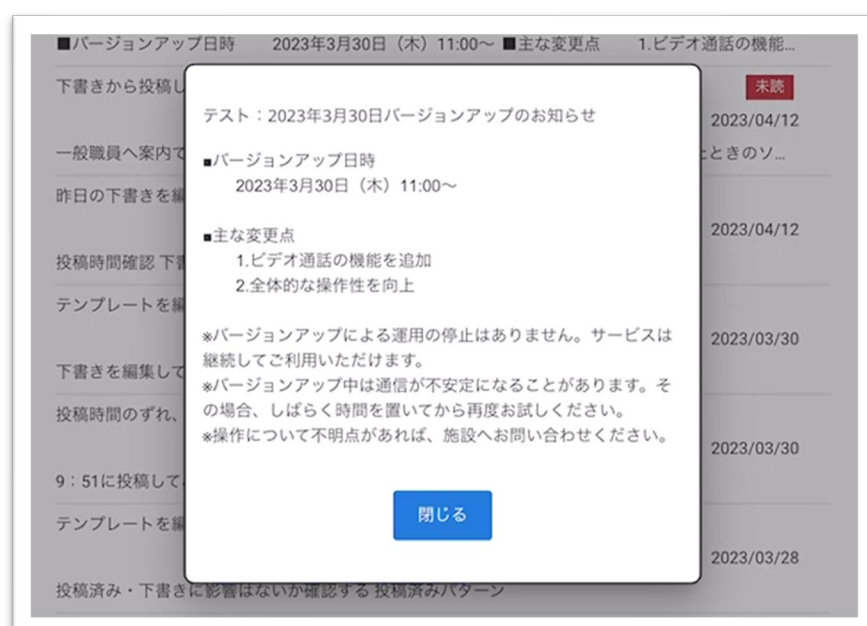 ■バージョンアップ日時　2023年3月30日（木）11:00～ ■主な変更点　1.ビデオ通話の機能...
下書きから投稿し
未読
2023/04/12
一般職員へ案内
たときのソ...
昨日の下書きを編
2023/04/12
投稿時間確認 下書
テンプレートを編
2023/03/30
下書きを編集して
投稿時間のずれ、
2023/03/30
9：51に投稿して
テンプレートを編
2023/03/28
投稿済み・下書きに影響はないか確認する 投稿済みパターン
テスト：2023年3月30日バージョンアップのお知らせ
■バージョンアップ日時
2023年3月30日（木）11:00～
■主な変更点
1.ビデオ通話の機能を追加
2.全体的な操作性を向上
※バージョンアップによる運用の停止はありません。サービスは
継続してご利用いただけます。
※バージョンアップ中は通信が不安定になることがあります。そ
の場合、しばらく時間を置いてから再度お試しください。
※操作について不明点があれば、施設へお問い合わせください。
閉じる